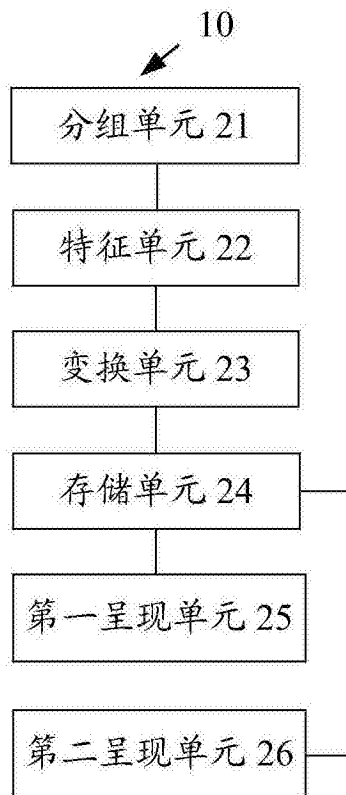 10
分组单元 21
特征单元 22
变换单元 23
存储单元 24
第一呈现单元 25
第二呈现单元 26